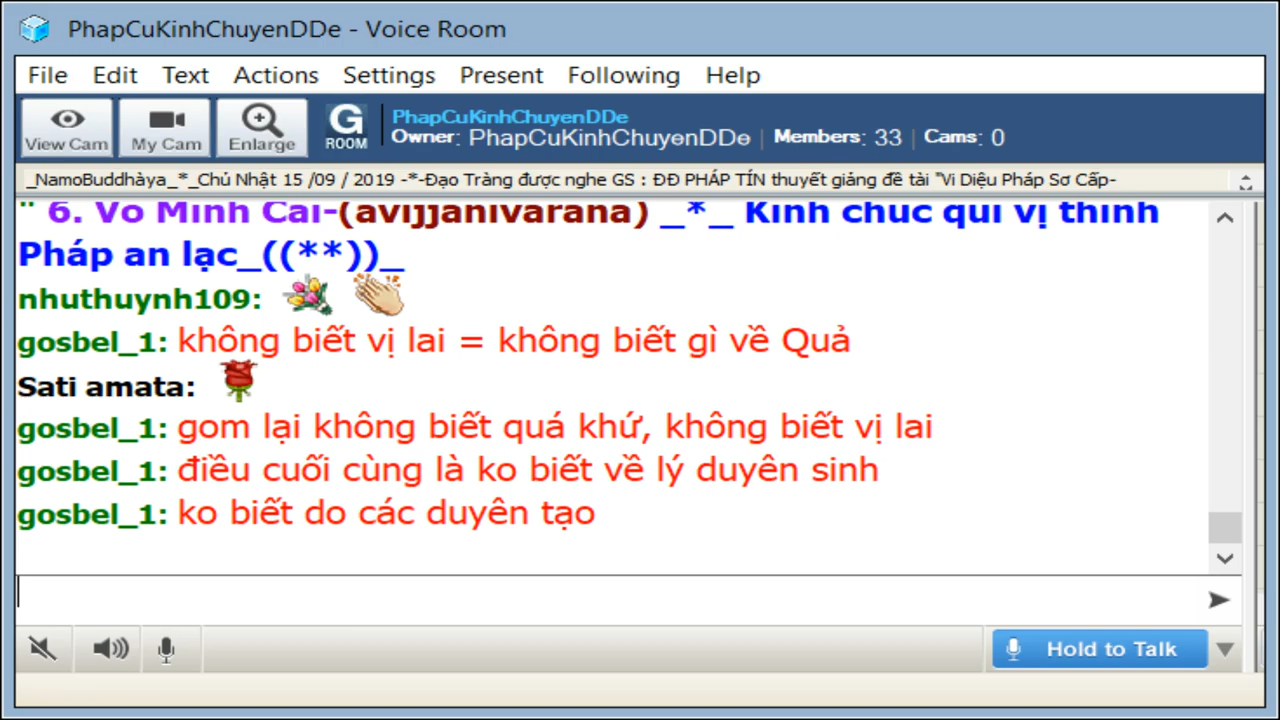 PhapCuKinhChuyenDDe - Voice Room
File Edit Text Actions Settings Present Following Help
View Cam My Cam Enlarge G ROOM
PhapCuKinhChuyenDDe
Owner: PhapCuKinhChuyenDDe | Members: 33 | Cams: 0
_NamoBuddhàya_*_Chủ Nhật 15 /09 / 2019 -*-Đạo Tràng được nghe GS : ĐĐ PHÁP TÍN thuyết giảng đề tài "Vi Diệu Pháp Sơ Cấp-
" 6. Vô Minh Cái-(avijjanivarana) _*_ Kính chúc quí vị thính
Pháp an lạc_((**))_
nhuthuynh109:
gosbel_1: không biết vị lai = không biết gì về Quả
Sati amata:
gosbel_1: gom lại không biết quá khứ, không biết vị lai
gosbel_1: điều cuối cùng là ko biết về lý duyên sinh
gosbel_1: ko biết do các duyên tạo
Hold to Talk